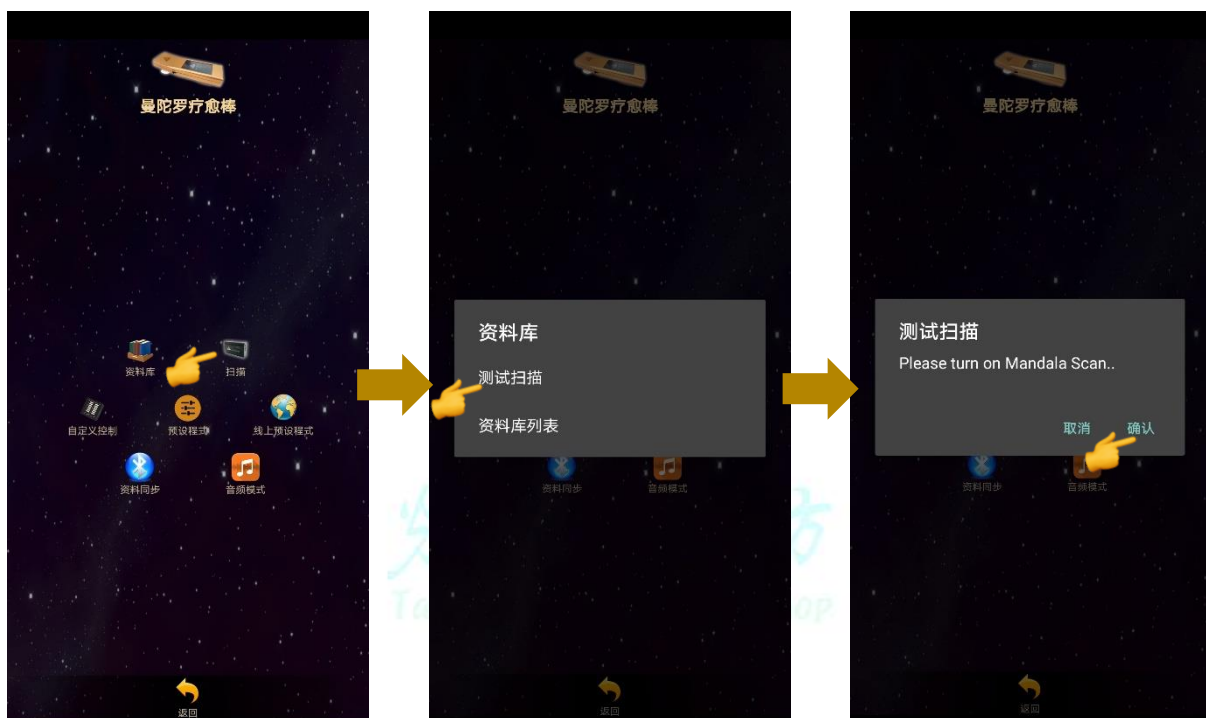 曼陀罗疗愈棒
资料库
扫描
自定义控制
预设程式
线上预设程式
资料同步
音频模式
返回
曼陀罗疗愈棒
资料库
测试扫描
资料库列表
资料同步
音频模式
返回
曼陀罗疗愈棒
测试扫描
Please turn on Mandala Scan..
取消
确认
资料同步
音频模式
返回